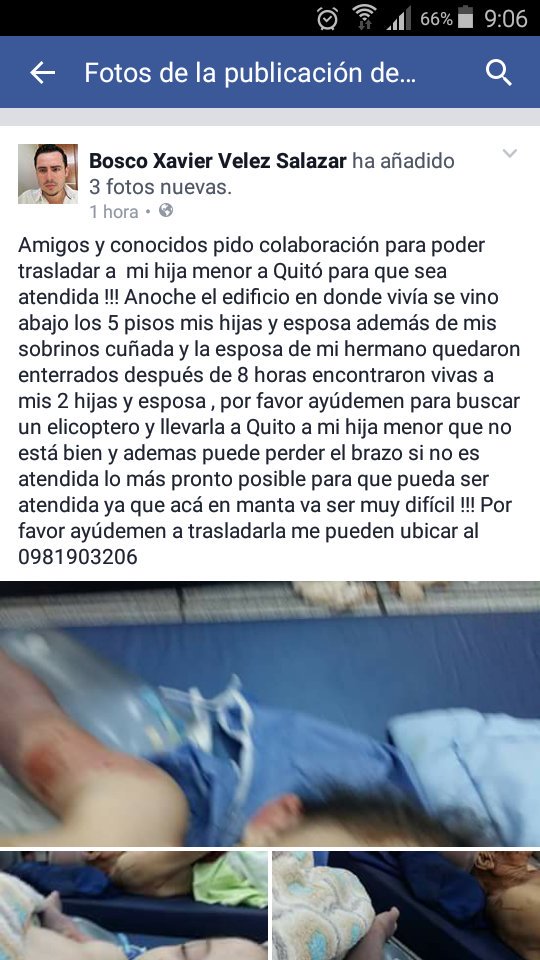 66% 9:06
Fotos de la publicación de...
Bosco Xavier Velez Salazar ha añadido
3 fotos nuevas.
1 hora •
Amigos y conocidos pido colaboración para poder
trasladar a mi hija menor a Quitó para que sea
atendida !!! Anoche el edificio en donde vivía se vino
abajo los 5 pisos mis hijas y esposa además de mis
sobrinos cuñada y la esposa de mi hermano quedaron
enterrados después de 8 horas encontraron vivas a
mis 2 hijas y esposa , por favor ayúdemen para buscar
un elicoptero y llevarla a Quito a mi hija menor que no
está bien y ademas puede perder el brazo si no es
atendida lo más pronto posible para que pueda ser
atendida ya que acá en manta va ser muy difícil !!! Por
favor ayúdemen a trasladarla me pueden ubicar al
0981903206